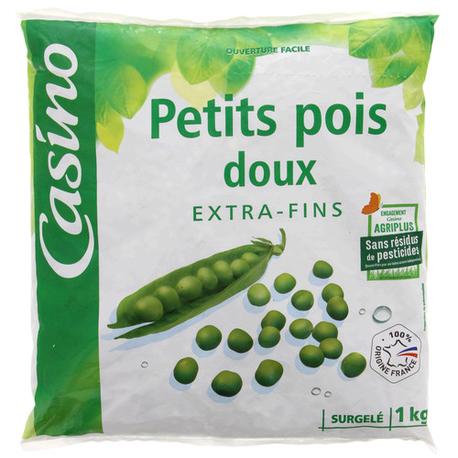 OUVERTURE FACILE
Casino
Petits pois
doux
EXTRA-FINS
ENGAGEMENT
Casino
AGRIPLUS
Sans résidus
de pesticides
100%
ORIGINE FRANCE
SURGELÉ
1 kg